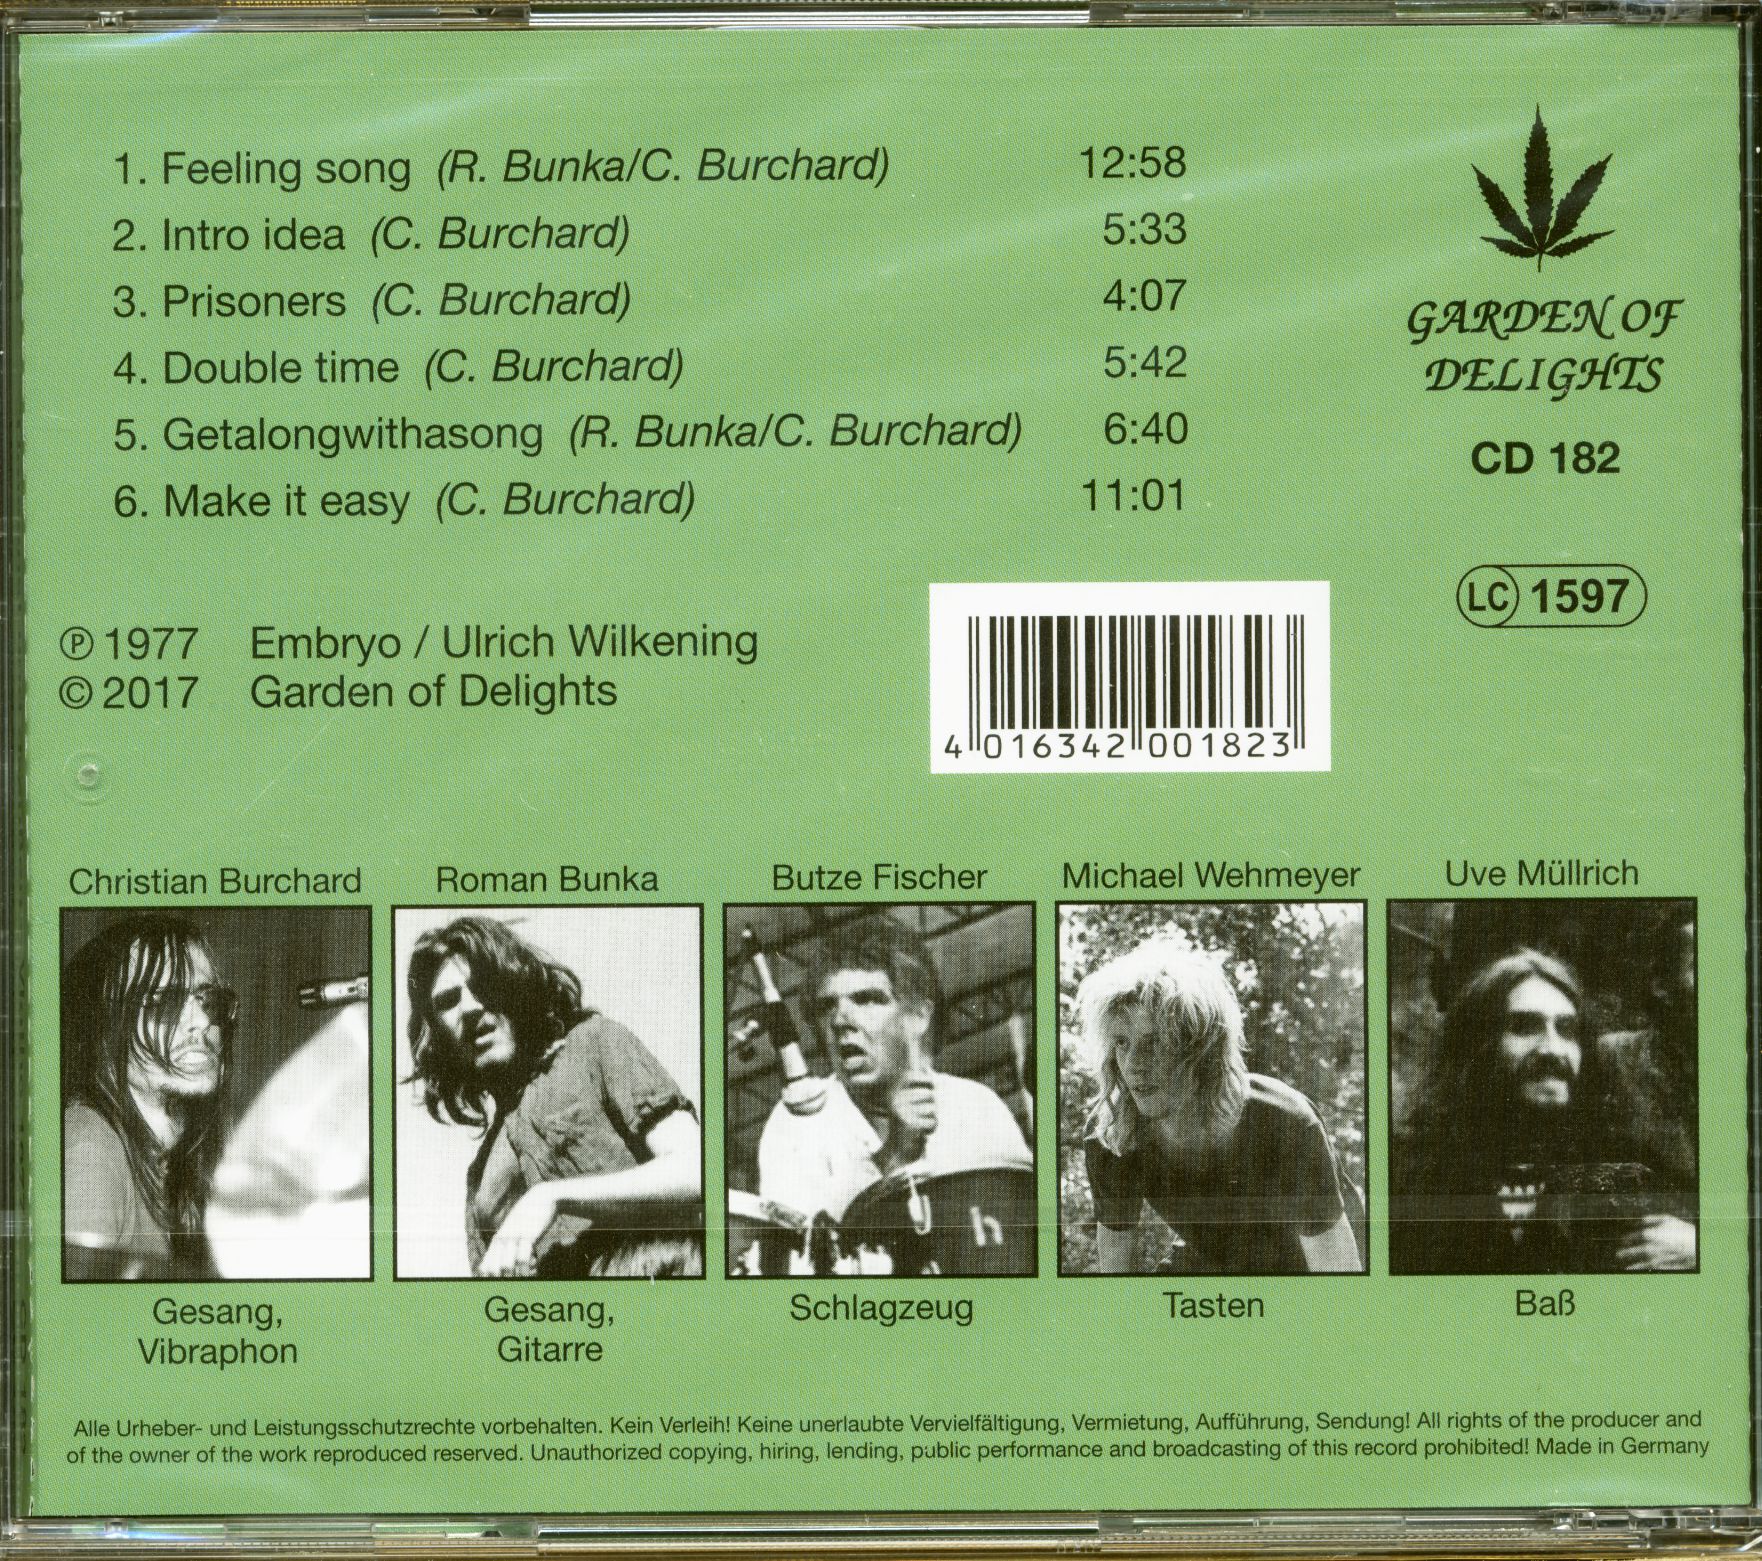 1. Feeling song (R. Bunka/C. Burchard) 12:58
2. Intro idea (C. Burchard) 5:33
3. Prisoners (C. Burchard) 4:07
4. Double time (C. Burchard) 5:42
5. Getalongwithasong (R. Bunka/C. Burchard) 6:40
6. Make it easy (C. Burchard) 11:01
GARDEN OF
DELIGHTS
CD 182
LC 1597
℗ 1977 Embryo / Ulrich Wilkening
© 2017 Garden of Delights
4 016342 001823
Christian Burchard
Roman Bunka
Butze Fischer
Michael Wehmeyer
Uve Müllrich
Gesang,
Vibraphon
Gesang,
Gitarre
Schlagzeug
Tasten
Baß
Alle Urheber- und Leistungsschutzrechte vorbehalten. Kein Verleih! Keine unerlaubte Vervielfältigung, Vermietung, Aufführung, Sendung! All rights of the producer and
of the owner of the work reproduced reserved. Unauthorized copying, hiring, lending, public performance and broadcasting of this record prohibited! Made in Germany